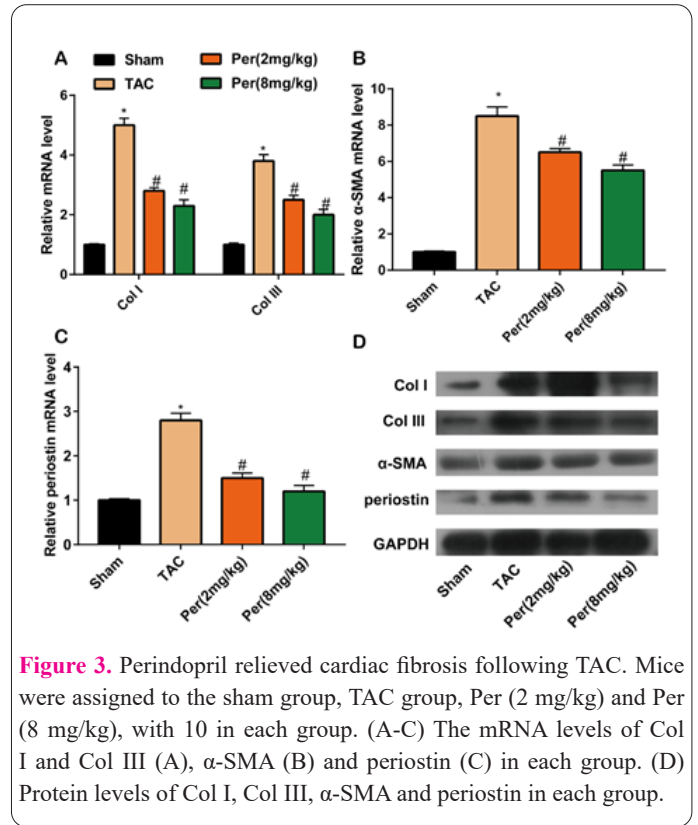 A
Sham
TAC
Per(2mg/kg)
Per(8mg/kg)
Relative mRNA level
6
4
2
0
*
#
#
*
#
#
Col I
Col III
B
Relative α-SMA mRNA level
10
8
6
4
2
0
*
#
#
Sham
TAC
Per(2mg/kg)
Per(8mg/kg)
C
Relative periostin mRNA level
4
3
2
1
0
*
#
#
Sham
TAC
Per(2mg/kg)
Per(8mg/kg)
D
Col I
Col III
α-SMA
periostin
GAPDH
Sham
TAC
Per(2mg/kg)
Per(8mg/kg)
Figure 3. Perindopril relieved cardiac fibrosis following TAC. Mice
were assigned to the sham group, TAC group, Per (2 mg/kg) and Per
(8 mg/kg), with 10 in each group. (A-C) The mRNA levels of Col
I and Col III (A), α-SMA (B) and periostin (C) in each group. (D)
Protein levels of Col I, Col III, α-SMA and periostin in each group.